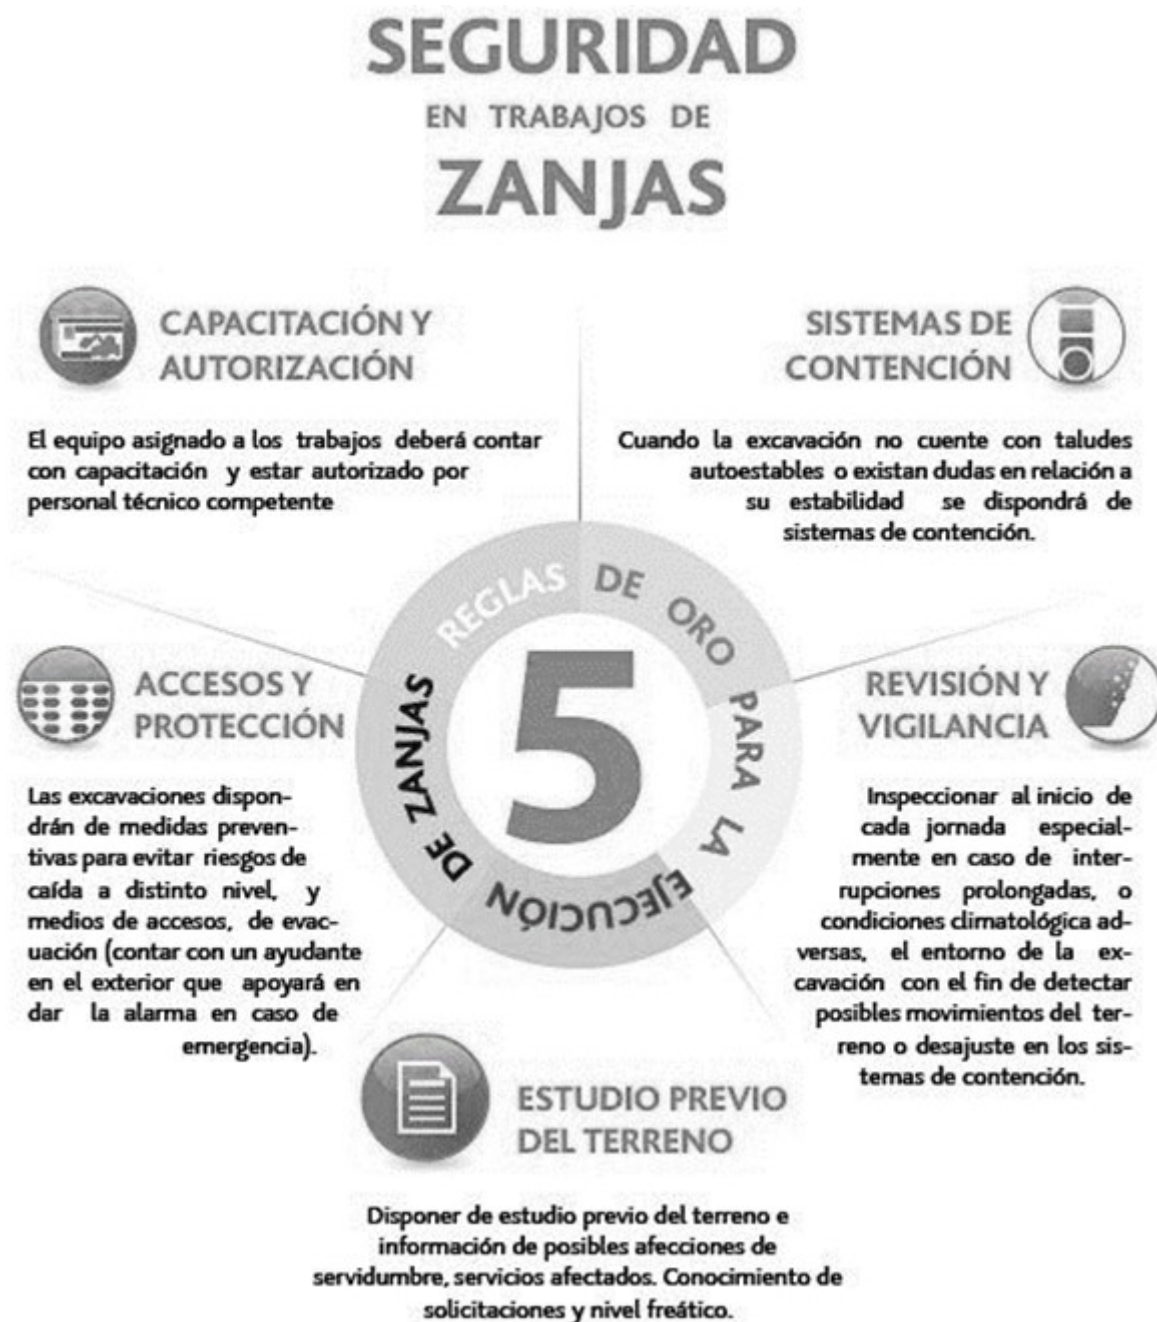 SEGURIDAD
EN TRABAJOS DE
ZANJAS
CAPACITACIÓN Y
AUTORIZACIÓN
El equipo asignado a los trabajos deberá contar
con capacitación y estar autorizado por
personal técnico competente
SISTEMAS DE
CONTENCIÓN
Cuando la excavación no cuente con taludes
autoestables o existan dudas en relación a
su estabilidad se dispondrá de
sistemas de contención.
REGLAS DE ORO PARA LA EJECUCIÓN DE ZANJAS
5
ACCESOS Y
PROTECCIÓN
Las excavaciones dispon-
drán de medidas preven-
tivas para evitar riesgos de
caída a distinto nivel, y
medios de accesos, de evac-
uación (contar con un ayudante
en el exterior que apoyará en
dar la alarma en caso de
emergencia).
REVISIÓN Y
VIGILANCIA
Inspeccionar al inicio de
cada jornada especial-
mente en caso de inter-
rupciones prolongadas, o
condiciones climatológica ad-
versas, el entorno de la ex-
cavación con el fin de detectar
posibles movimientos del ter-
reno o desajuste en los sis-
temas de contención.
ESTUDIO PREVIO
DEL TERRENO
Disponer de estudio previo del terreno e
información de posibles afecciones de
servidumbre, servicios afectados. Conocimiento de
solicitaciones y nivel freático.